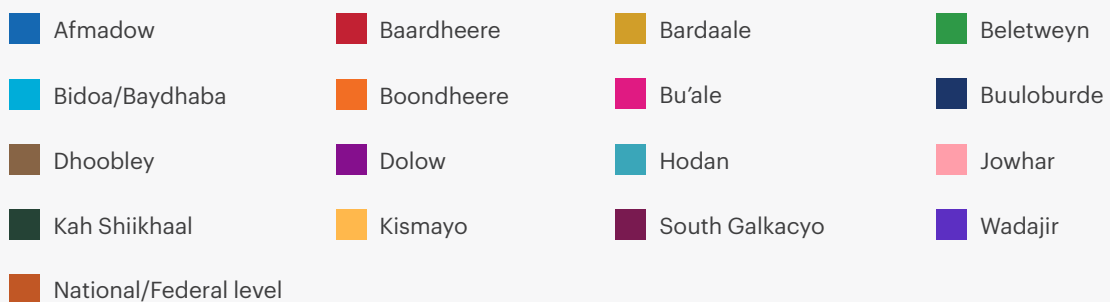 Afmadow Baardheere Bardaale Beletweyn
Bidoa/Baydhaba Boondheere Bu’ale Buuloburde
Dhoobley Dolow Hodan Jowhar
Kah Shiikhaal Kismayo South Galkacyo Wadajir
National/Federal level